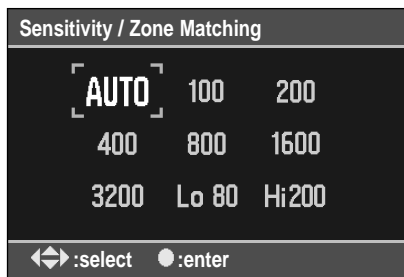 Sensitivity / Zone Matching
AUTO 100 200
400 800 1600
3200 Lo 80 Hi200
:select :enter